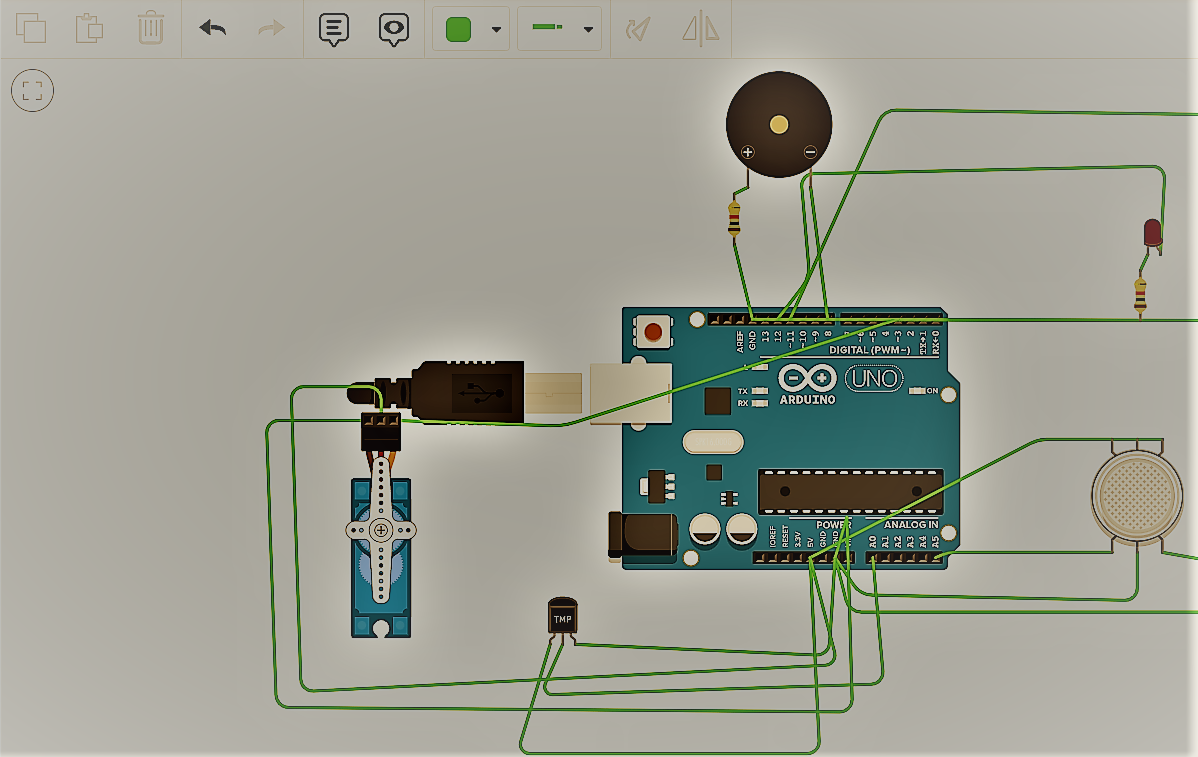 AREF
GND
13
12
~11
~10
~9
8
~5
4
~3
2
TX→1
RX←0
DIGITAL (PWM~)
TX
RX
UNO
ON
ARDUINO
POWER
ANALOG IN
IOREF
RESET
3.3V
5V
GND
GND
A0
A1
A2
A3
A4
A5
TMP